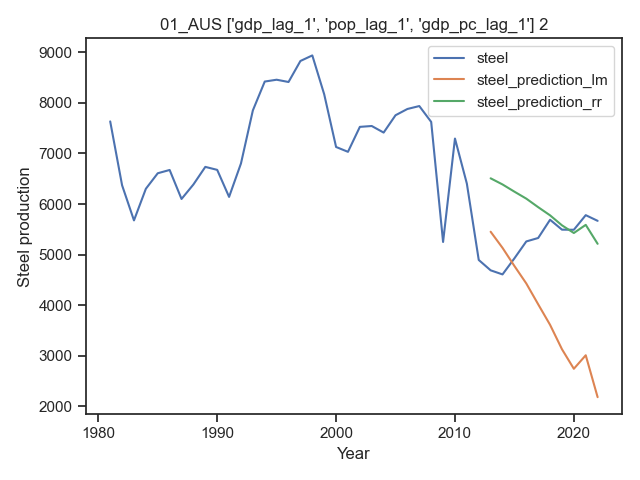 01_AUS ['gdp_lag_1', 'pop_lag_1', 'gdp_pc_lag_1'] 2
steel
steel_prediction_lm
steel_prediction_rr
Steel production
9000
8000
7000
6000
5000
4000
3000
2000
1980
1990
2000
2010
2020
Year